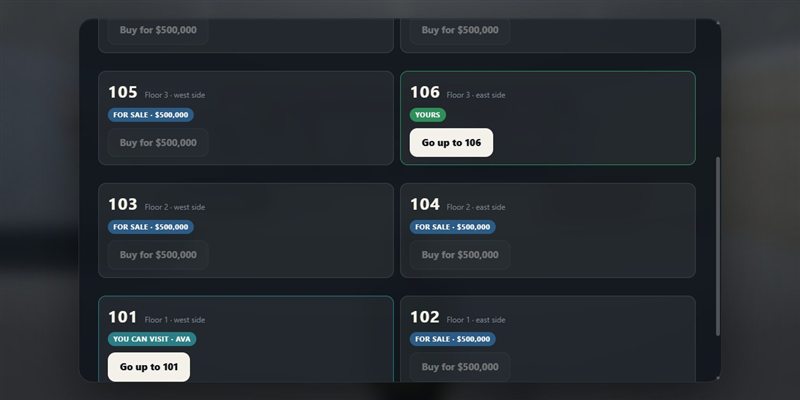 Buy for $500,000
Buy for $500,000
105 Floor 3 · west side
FOR SALE · $500,000
Buy for $500,000
106 Floor 3 · east side
YOURS
Go up to 106
103 Floor 2 · west side
FOR SALE · $500,000
Buy for $500,000
104 Floor 2 · east side
FOR SALE · $500,000
Buy for $500,000
101 Floor 1 · west side
YOU CAN VISIT · AVA
Go up to 101
102 Floor 1 · east side
FOR SALE · $500,000
Buy for $500,000